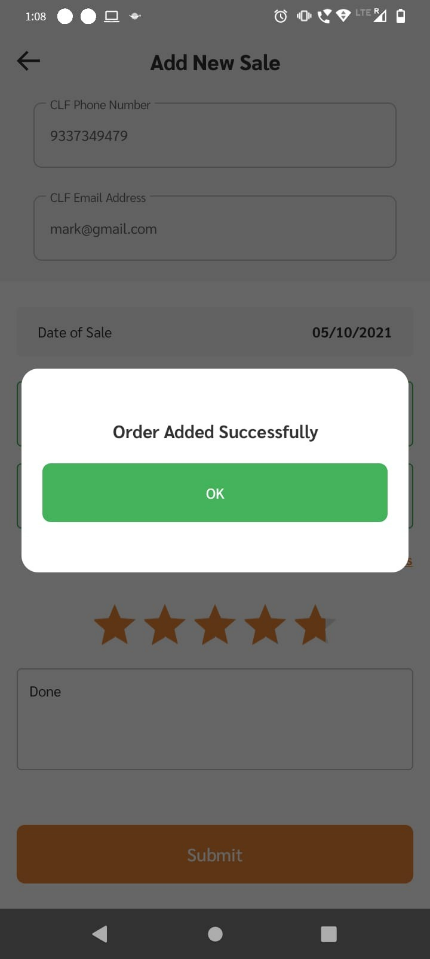 1:08
LTE R
Add New Sale
CLF Phone Number
9337349479
CLF Email Address
mark@gmail.com
Date of Sale 05/10/2021
Order Added Successfully
OK
Done
Submit